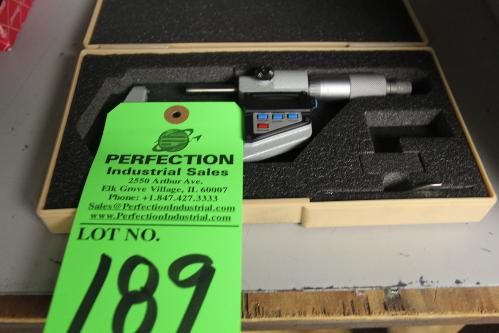 PERFECTION
Industrial Sales
2550 Arthur Ave.
Elk Grove Village, IL 60007
Phone: +1.847.427.3333
Sales@PerfectionIndustrial.com
www.PerfectionIndustrial.com
LOT NO.
189